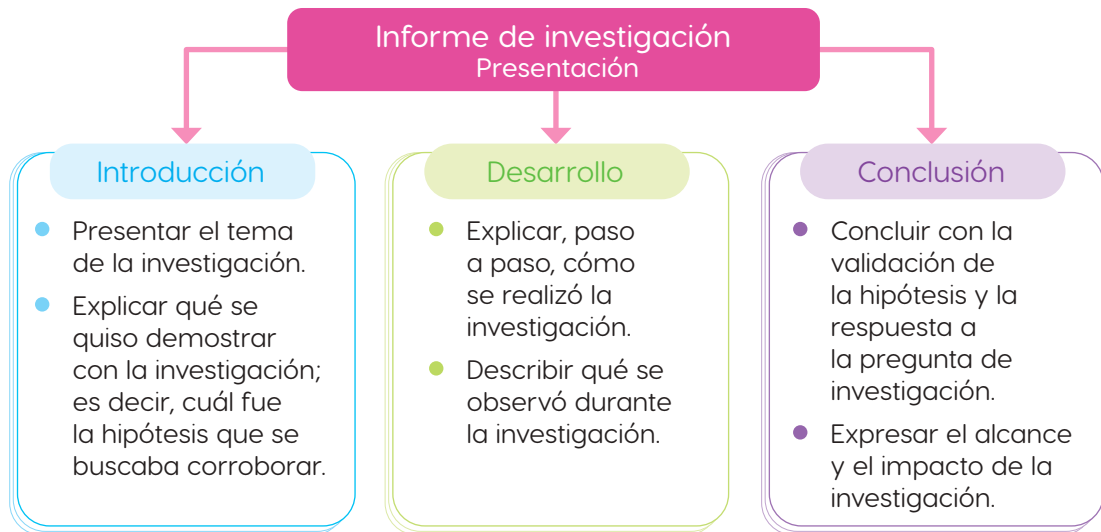 Informe de investigación
Presentación
Introducción
Presentar el tema
de la investigación.
Explicar qué se
quiso demostrar
con la investigación;
es decir, cuál fue
la hipótesis que se
buscaba corroborar.
Desarrollo
Explicar, paso
a paso, cómo
se realizó la
investigación.
Describir qué se
observó durante
la investigación.
Conclusión
Concluir con la
validación de
la hipótesis y la
respuesta a
la pregunta de
investigación.
Expresar el alcance
y el impacto de la
investigación.